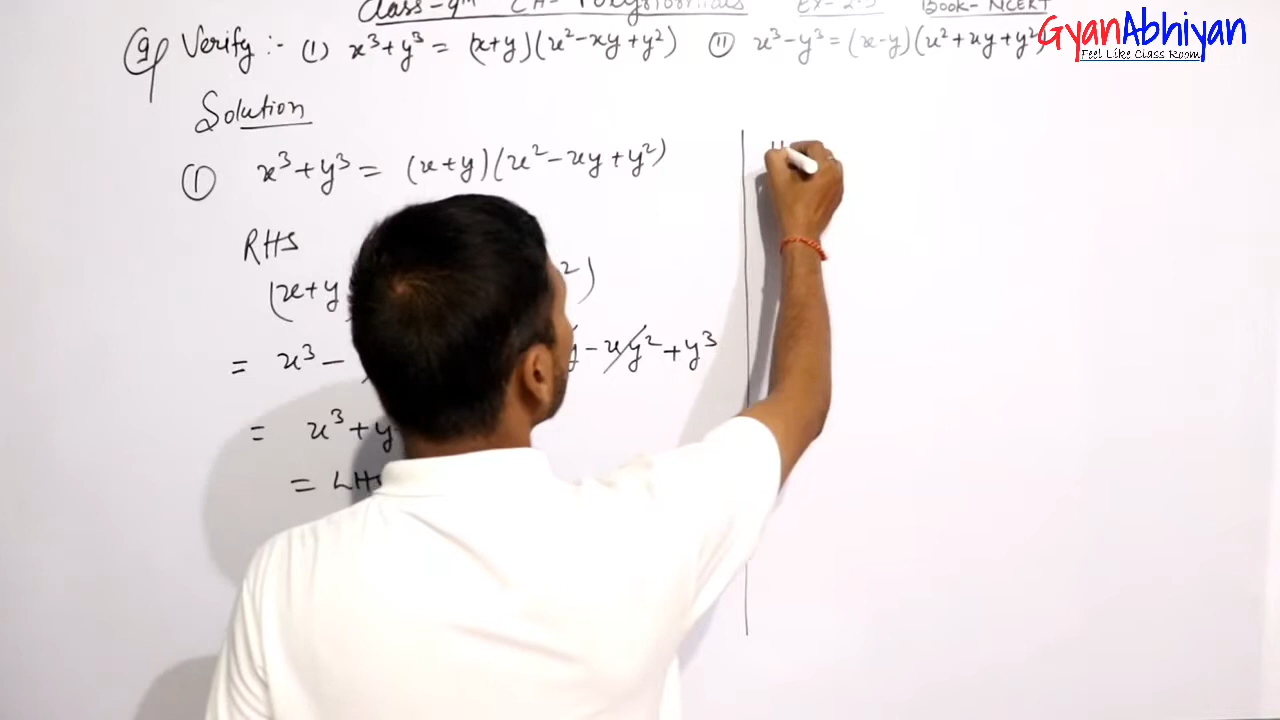 Class-9th CH- Polynomials Ex-2.5 Book- NCERT
GyanAbhiyan
Feel Like Class Room
9) Verify :- (I) x³+y³ = (x+y)(x²-xy+y²) (II) x³-y³ = (x-y)(x²+xy+y²)
Solution
(I) x³+y³ = (x+y)(x²-xy+y²)
RHS
(x+y ²)
= x³- y - xy² + y³
= x³+y
= LHS